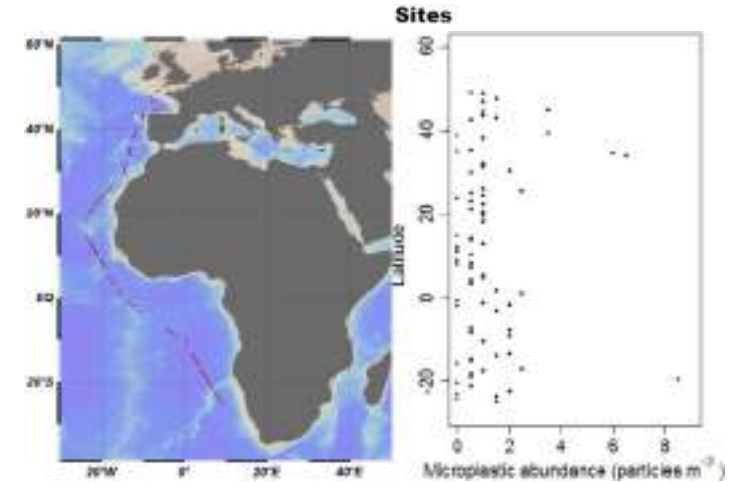 Sites
60°N
40°N
20°N
EQ
20°S
20°W
0°
20°E
40°E
60
40
20
0
-20
Latitude
0
2
4
6
8
Microplastic abundance (particles m⁻³)